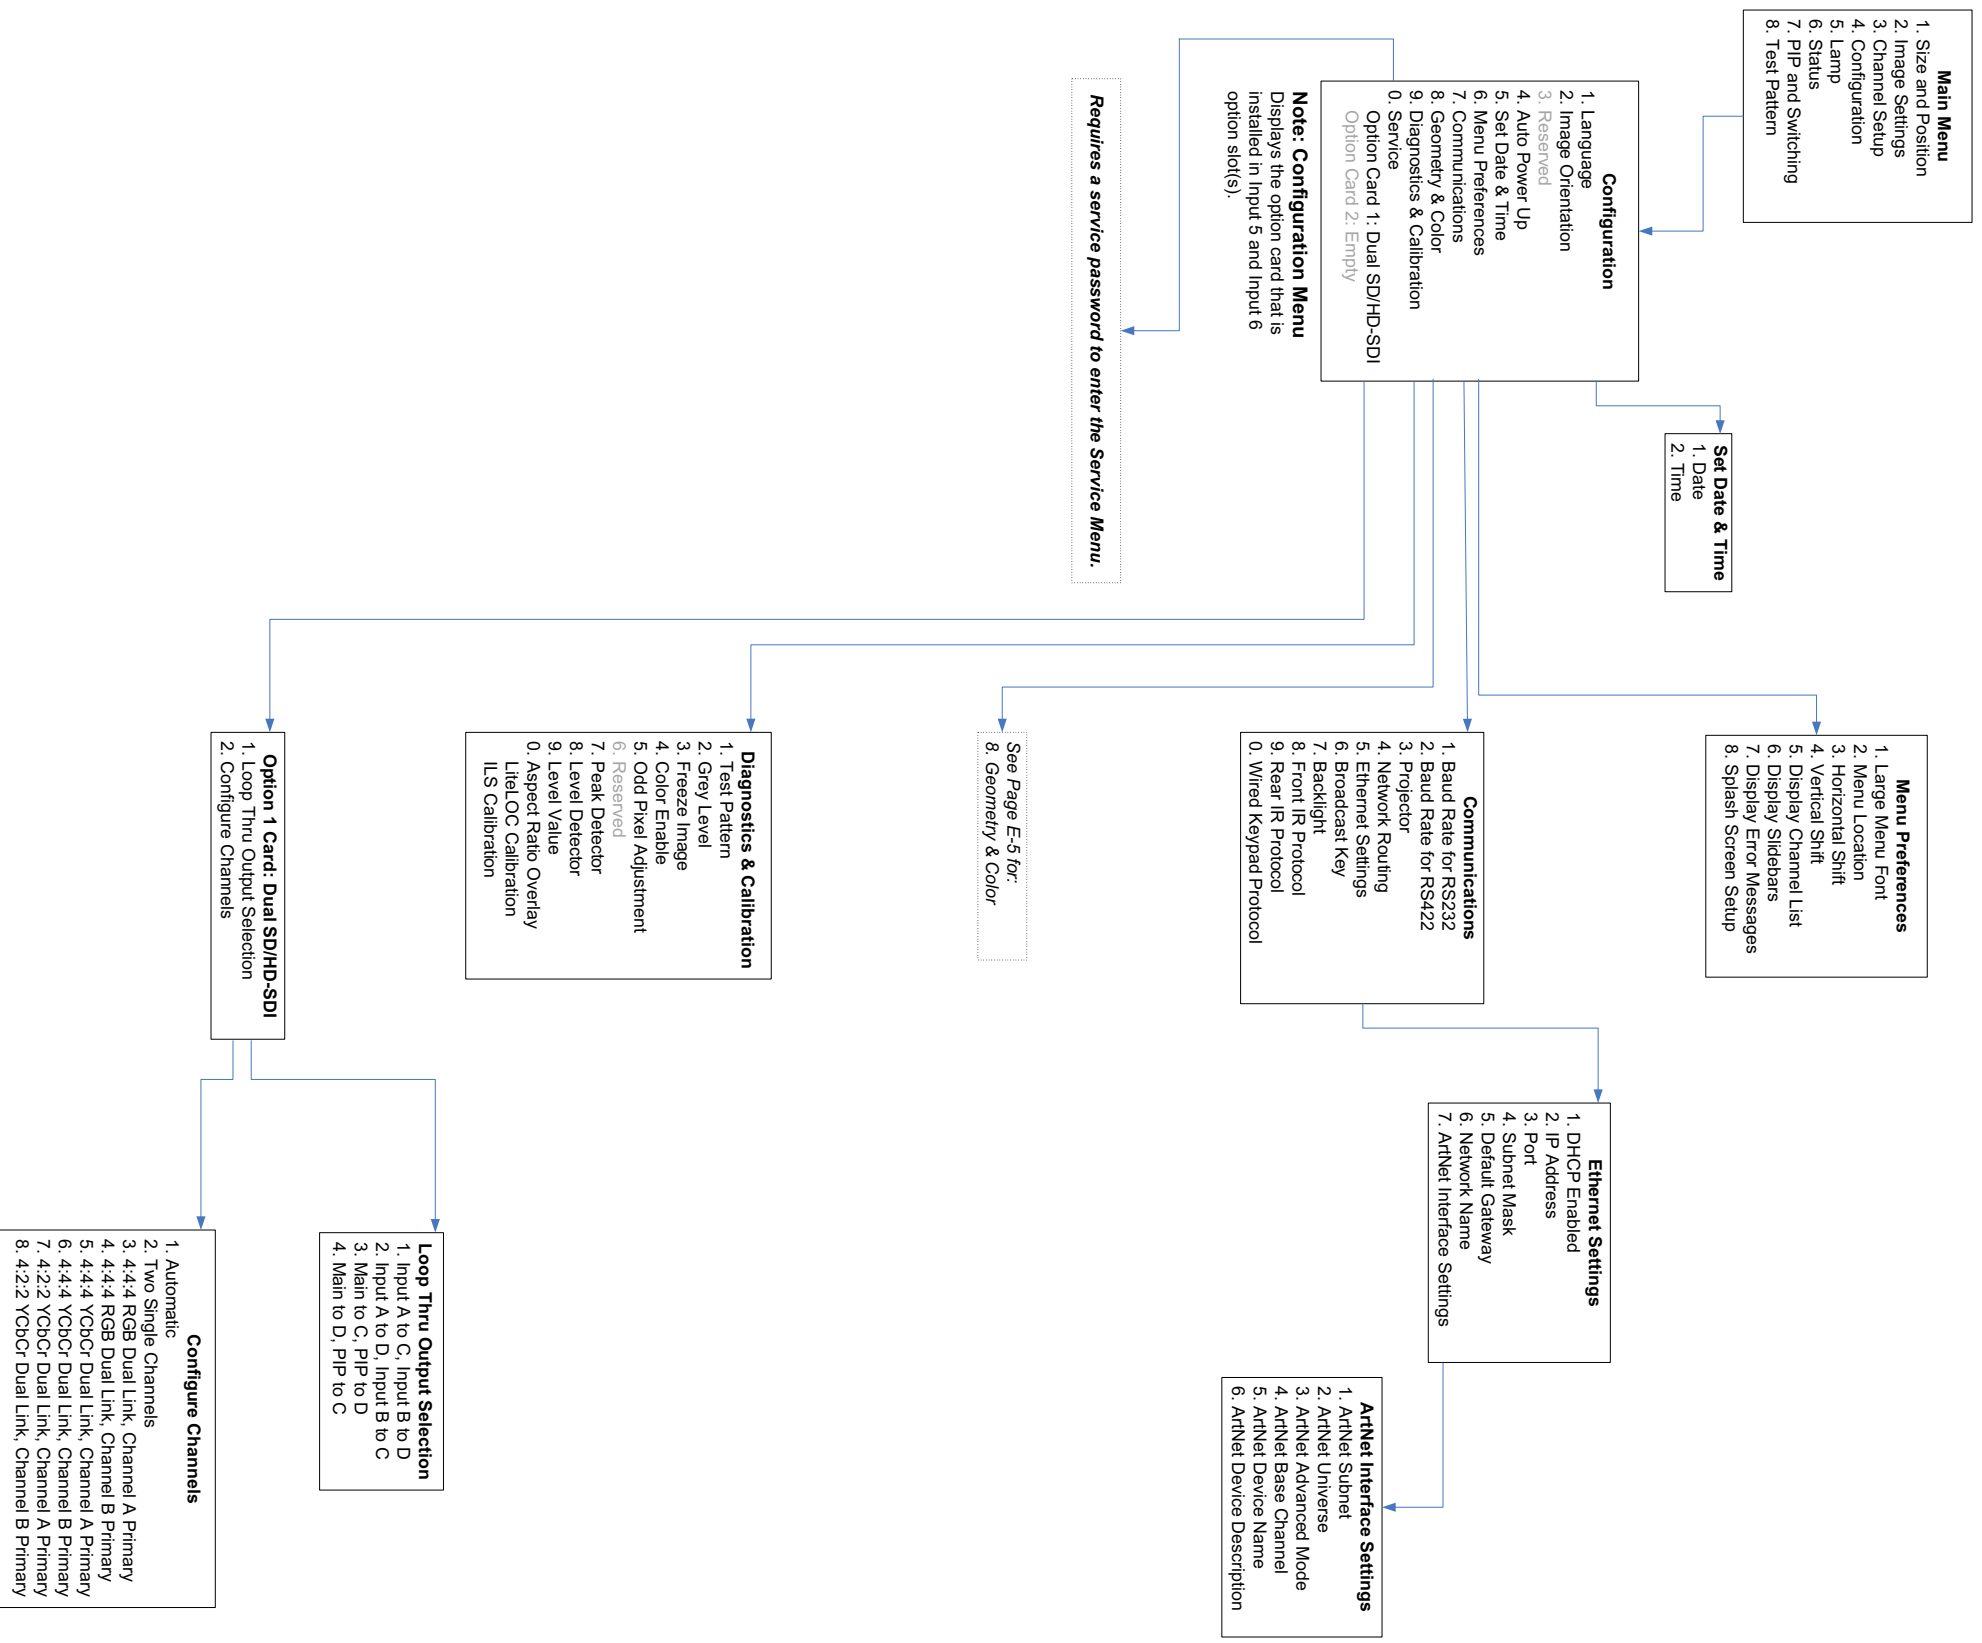 Main Menu
1. Size and Position
2. Image Settings
3. Channel Setup
4. Configuration
5. Lamp
6. Status
7. PIP and Switching
8. Test Pattern
Configuration
1. Language
2. Image Orientation
3. Reserved
4. Auto Power Up
5. Set Date & Time
6. Menu Preferences
7. Communications
8. Geometry & Color
9. Diagnostics & Calibration
0. Service
Option Card 1: Dual SD/HD-SDI
Option Card 2: Empty
Note: Configuration Menu
Displays the option card that is
installed in Input 5 and Input 6
option slot(s).
Requires a service password to enter the Service Menu.
Set Date & Time
1. Date
2. Time
Menu Preferences
1. Large Menu Font
2. Menu Location
3. Horizontal Shift
4. Vertical Shift
5. Display Channel List
6. Display Slidebars
7. Display Error Messages
8. Splash Screen Setup
Communications
1. Baud Rate for RS232
2. Baud Rate for RS422
3. Projector
4. Network Routing
5. Ethernet Settings
6. Broadcast Key
7. Backlight
8. Front IR Protocol
9. Rear IR Protocol
0. Wired Keypad Protocol
See Page E-5 for:
8. Geometry & Color
Diagnostics & Calibration
1. Test Pattern
2. Grey Level
3. Freeze Image
4. Color Enable
5. Odd Pixel Adjustment
6. Reserved
7. Peak Detector
8. Level Detector
9. Level Value
0. Aspect Ratio Overlay
LiteLOC Calibration
ILS Calibration
Option 1 Card: Dual SD/HD-SDI
1. Loop Thru Output Selection
2. Configure Channels
Ethernet Settings
1. DHCP Enabled
2. IP Address
3. Port
4. Subnet Mask
5. Default Gateway
6. Network Name
7. ArtNet Interface Settings
ArtNet Interface Settings
1. ArtNet Subnet
2. ArtNet Universe
3. ArtNet Advanced Mode
4. ArtNet Base Channel
5. ArtNet Device Name
6. ArtNet Device Description
Loop Thru Output Selection
1. Input A to C, Input B to D
2. Input A to D, Input B to C
3. Main to C, PIP to D
4. Main to D, PIP to C
Configure Channels
1. Automatic
2. Two Single Channels
3. 4:4:4 RGB Dual Link, Channel A Primary
4. 4:4:4 RGB Dual Link, Channel B Primary
5. 4:4:4 YCbCr Dual Link, Channel A Primary
6. 4:4:4 YCbCr Dual Link, Channel B Primary
7. 4:2:2 YCbCr Dual Link, Channel A Primary
8. 4:2:2 YCbCr Dual Link, Channel B Primary